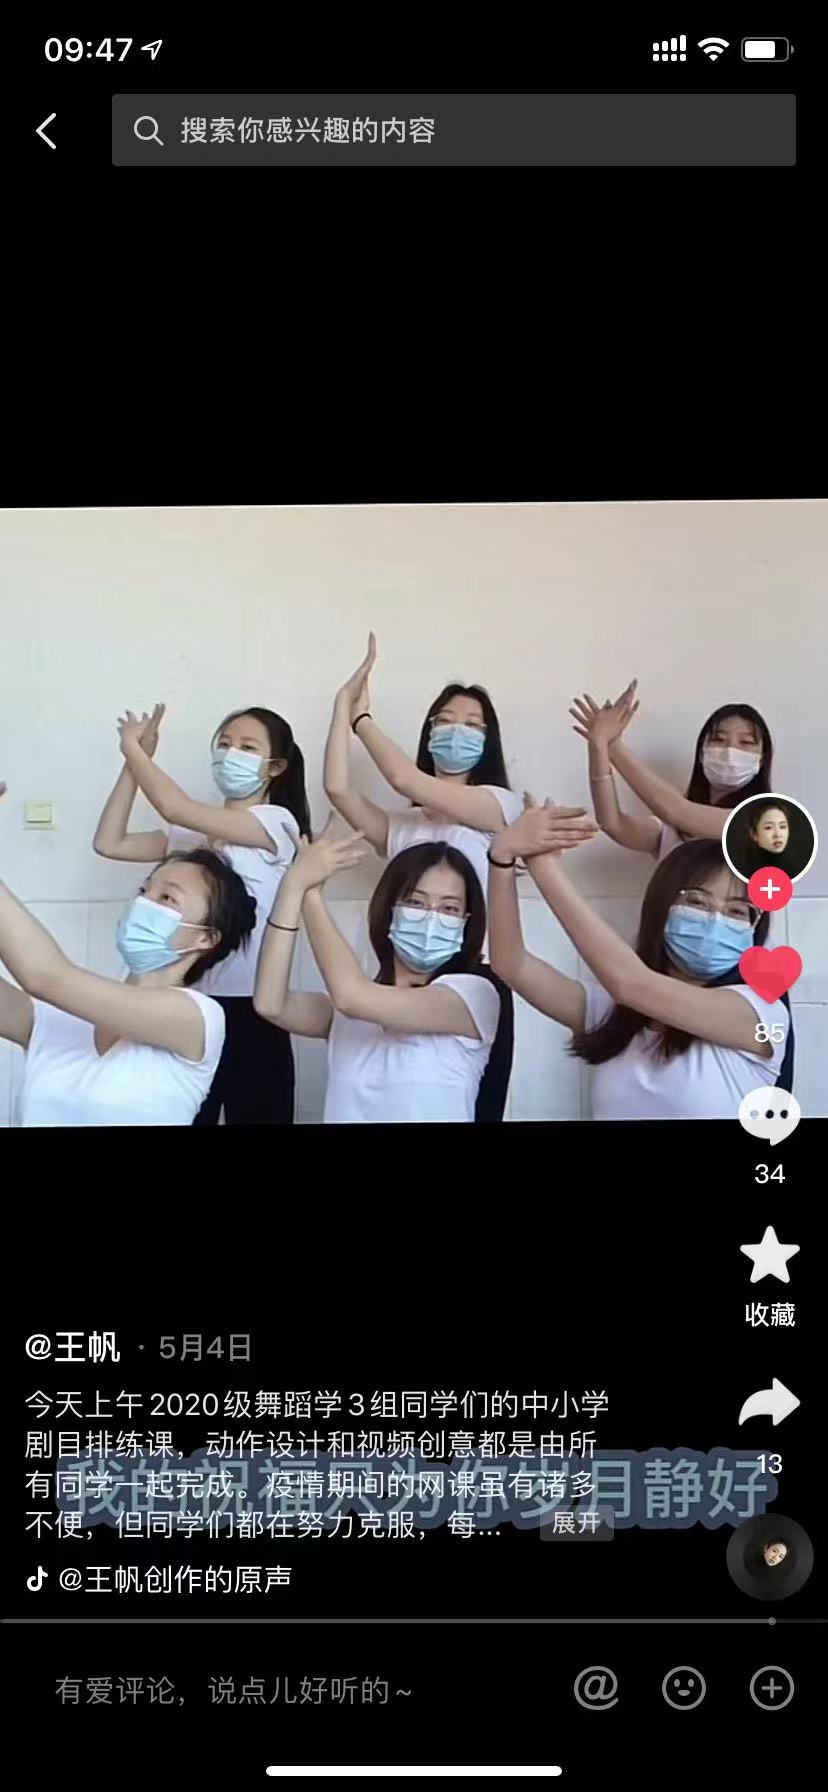 09:47
搜索你感兴趣的内容
85
34
收藏
@王帆 · 5月4日
今天上午2020级舞蹈学3组同学们的中小学
剧目排练课，动作设计和视频创意都是由所
有同学一起完成。疫情期间的网课虽有诸多
不便，但同学们都在努力克服，每...
展开
我的祝福只为你岁月静好
13
@王帆创作的原声
有爱评论，说点儿好听的~